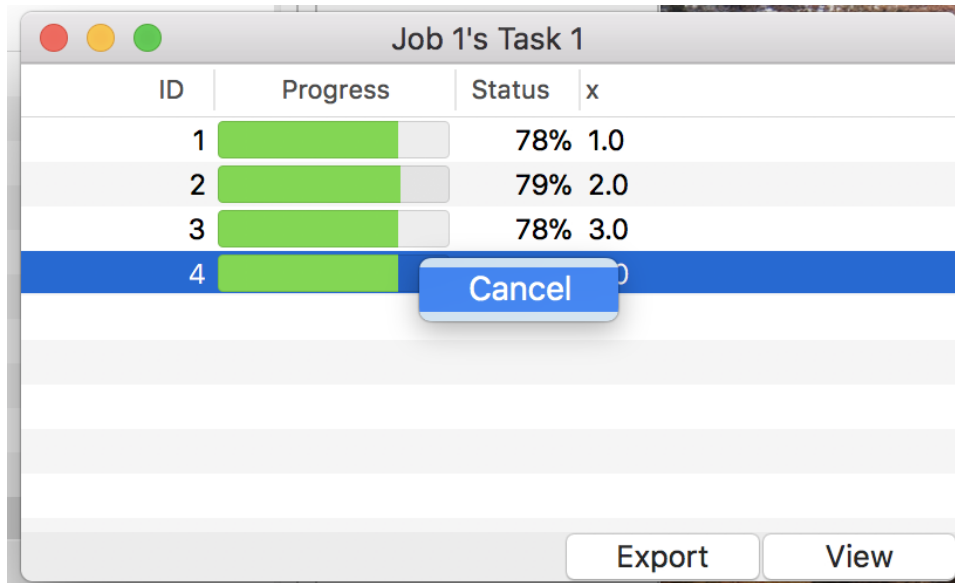 Job 1's Task 1
ID Progress Status x
1 78% 1.0
2 79% 2.0
3 78% 3.0
4 Cancel 0
Export View